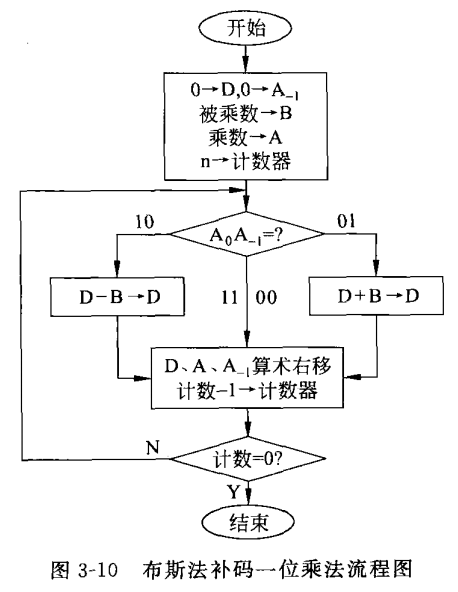 开始
0→D,0→A₋₁
被乘数→B
乘数→A
n→计数器
10
A₀A₋₁=?
01
D−B→D
11
00
D+B→D
D、A、A₋₁算术右移
计数−1→计数器
N
计数=0?
Y
结束
图 3-10 布斯法补码一位乘法流程图